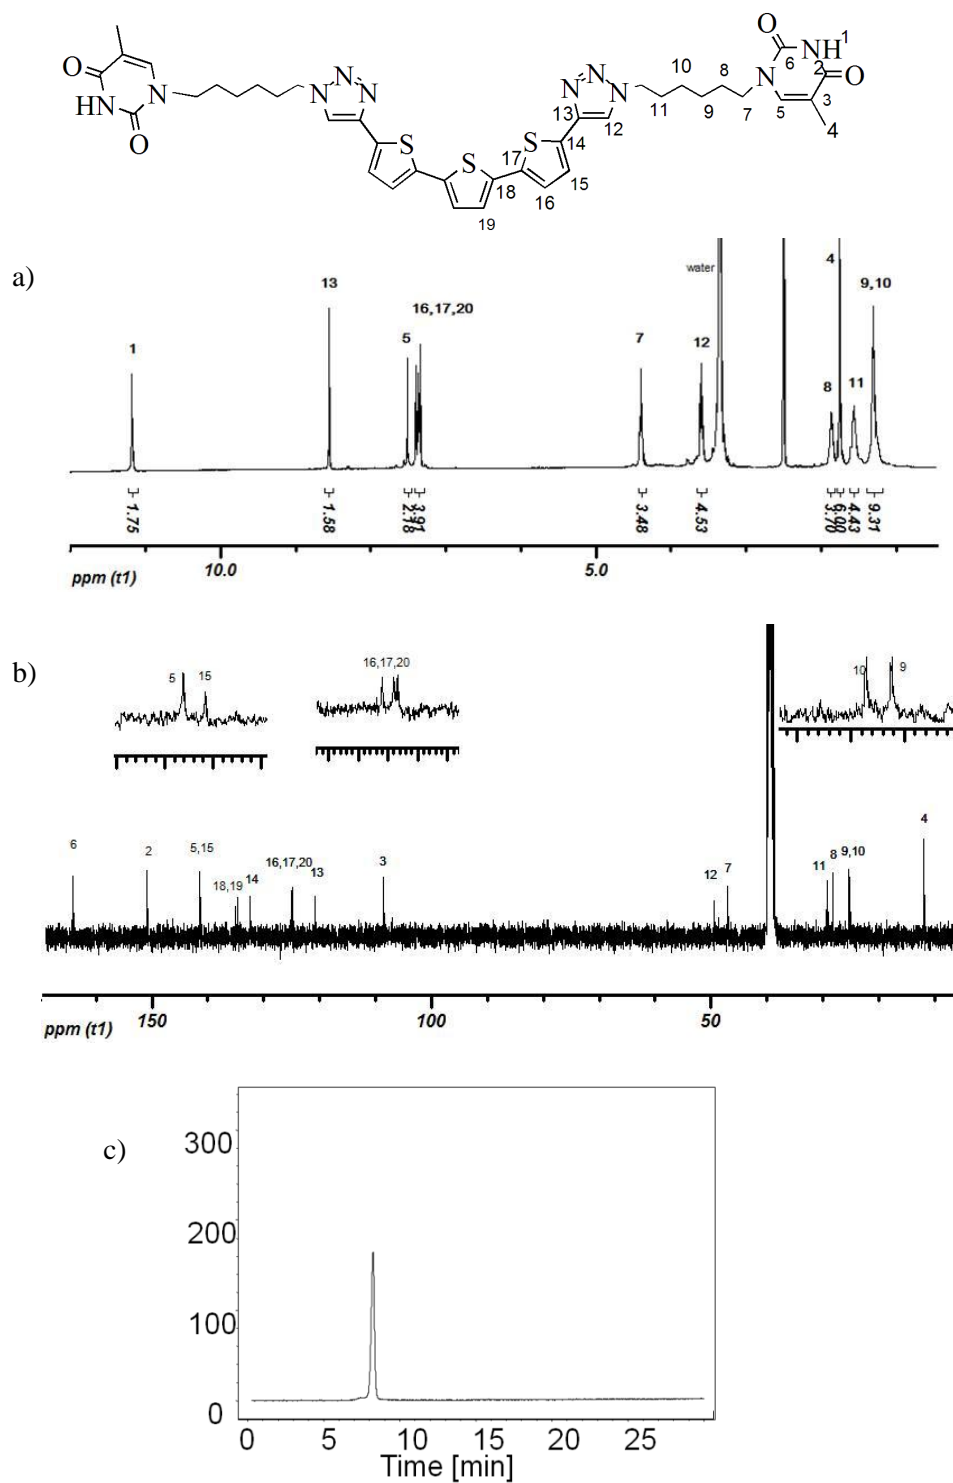 O
N
NH
1
O
6
2
O
N
N
N
N
N
N
10
8
N
O
HN
N
N
N
3
13
11
9
7
5
O
12
4
S
S
17
14
S
18
15
16
19
a)
water
4
13
9,10
16,17,20
1
5
7
12
8
11
1.75
1.58
2.18
3.91
3.48
4.53
3.70
6.00
4.43
9.31
10.0
5.0
ppm (t1)
b)
5
15
16,17,20
10
9
6
2
5,15
18,19
14
16,17,20
13
3
12
7
11
8
9,10
4
150
100
50
ppm (t1)
c)
300
200
100
0
0
5
10
15
20
25
Time [min]